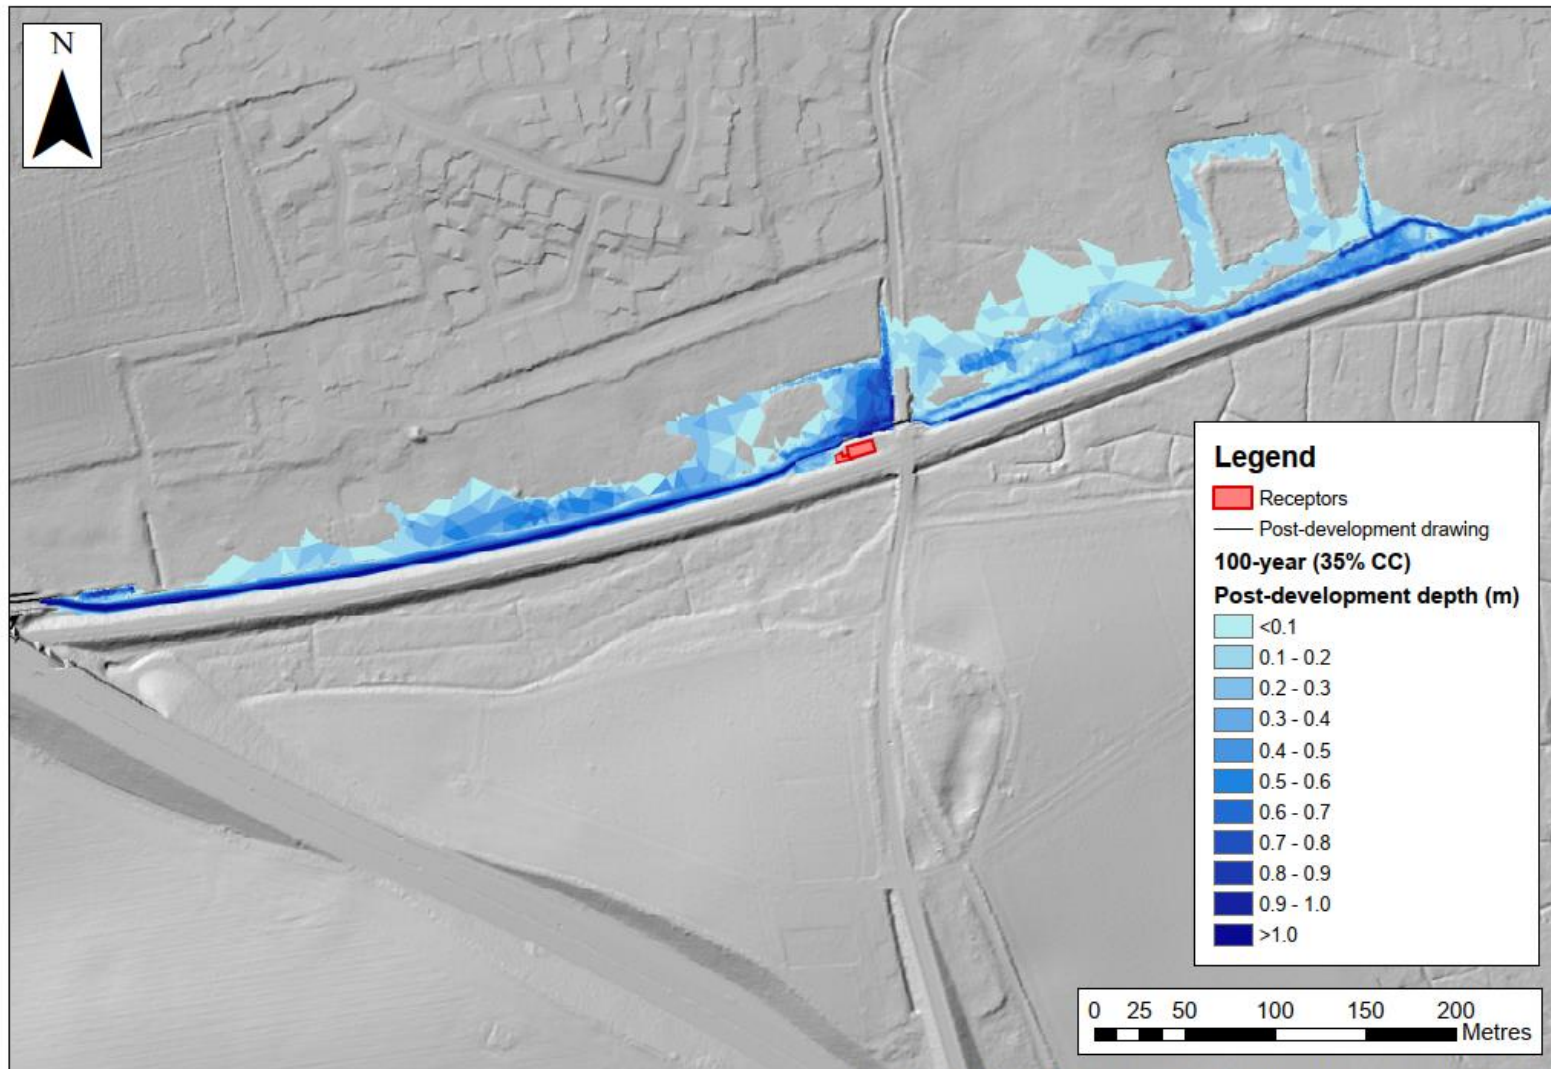 N
Legend
Receptors
Post-development drawing
100-year (35% CC)
Post-development depth (m)
<0.1
0.1 - 0.2
0.2 - 0.3
0.3 - 0.4
0.4 - 0.5
0.5 - 0.6
0.6 - 0.7
0.7 - 0.8
0.8 - 0.9
0.9 - 1.0
>1.0
0 25 50 100 150 200
Metres